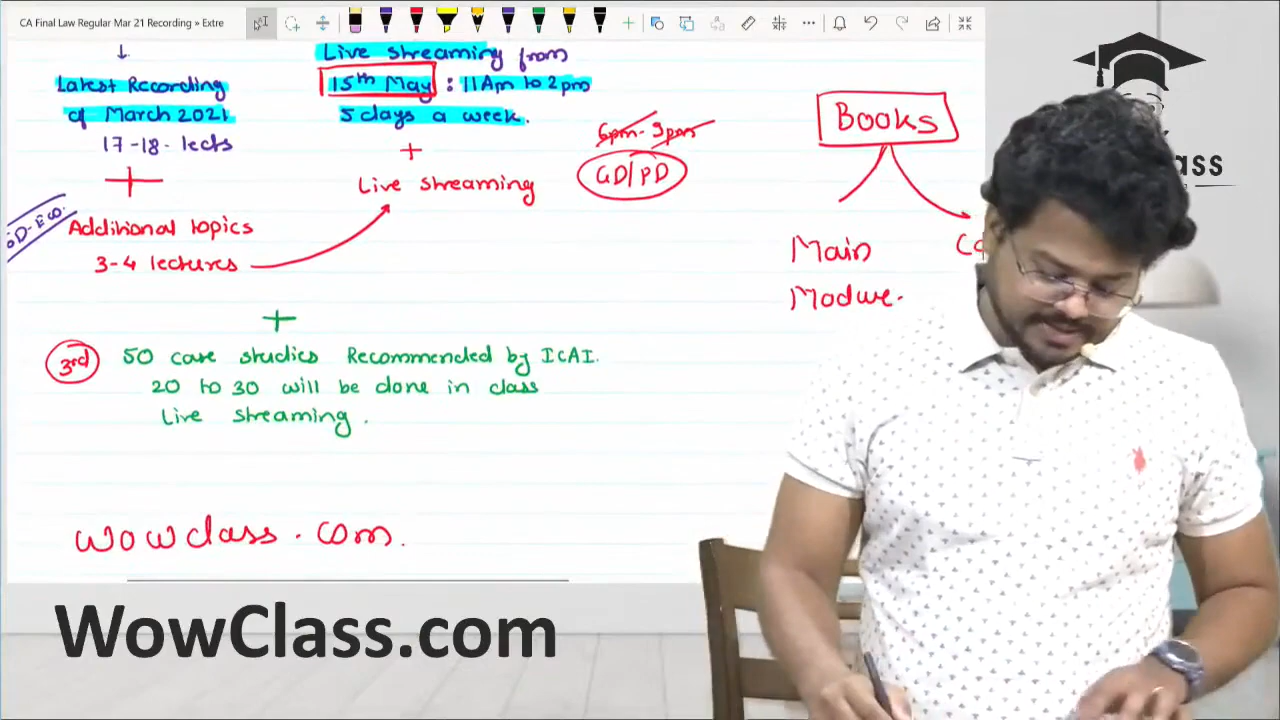 CA Final Law Regular Mar 21 Recording » Extre
Latest Recording
of March 2021
17-18- lects
Additional topics
3-4 lectures
Live streaming from
15th May : 11Am to 2pm
5 days a week.
+
Live streaming
6pm-9pm
GD/PD
+
3rd
50 case studies Recommended by ICAI.
20 to 30 will be done in class
Live streaming.
Books
Main
Module.
wowclass.com.
WowClass.com